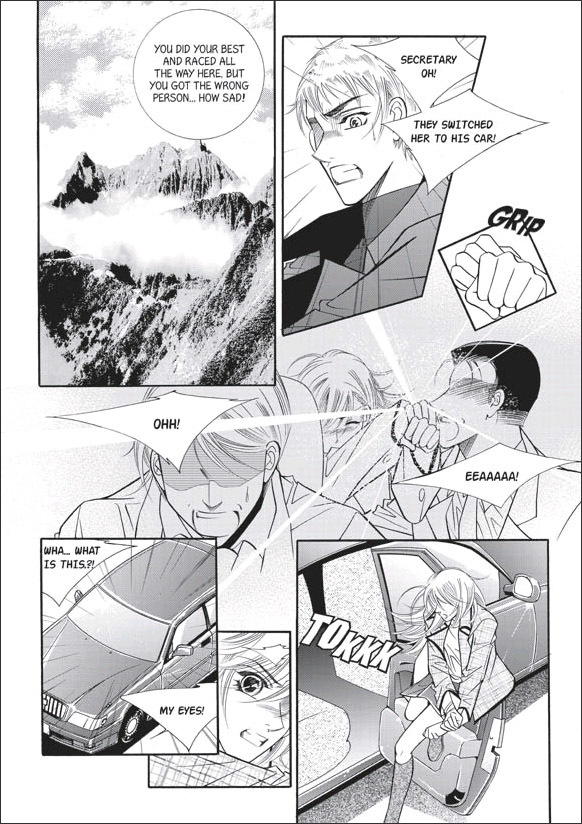 YOU DID YOUR BEST
AND RACED ALL
THE WAY HERE, BUT
YOU GOT THE WRONG
PERSON... HOW SAD!
SECRETARY
OH!
THEY SWITCHED
HER TO HIS CAR!
GRIP
OHH!
EEAAAAA!
WHA... WHAT
IS THIS?!
MY EYES!
TOKKK